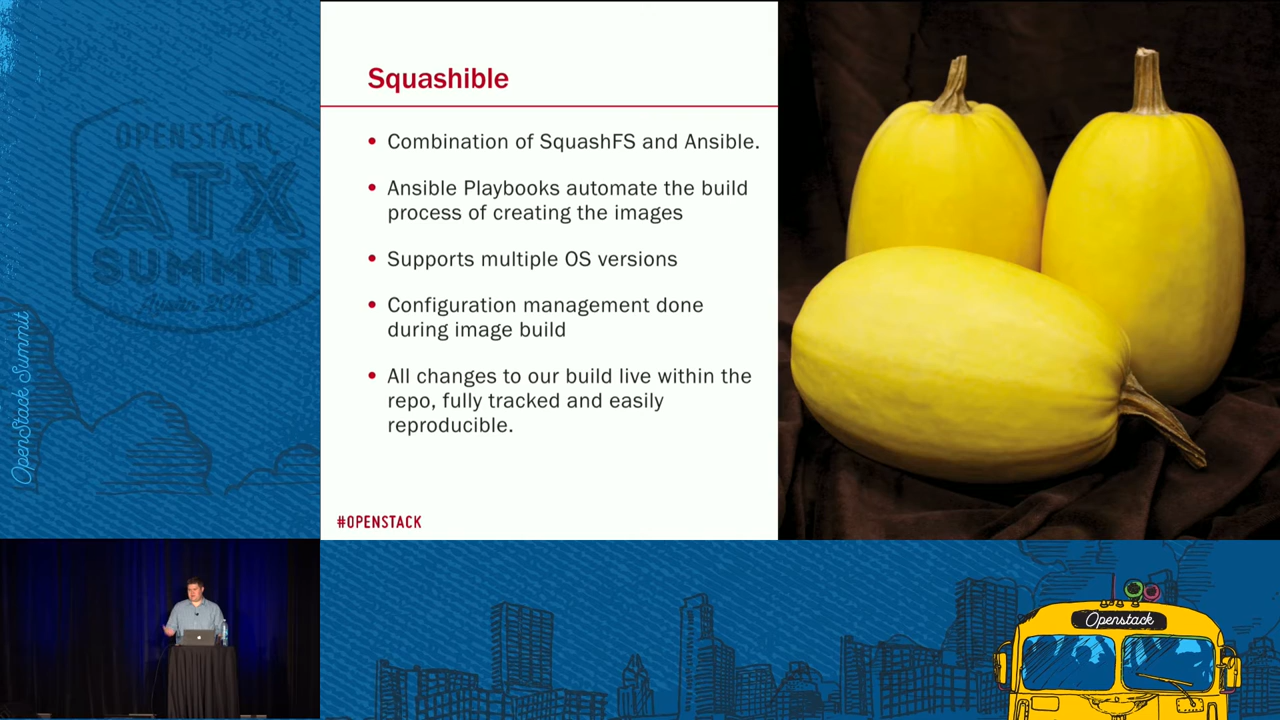 OPENSTACK
ATX
SUMMIT
Austin 2016
OpenStack Summit
Squashible
• Combination of SquashFS and Ansible.
• Ansible Playbooks automate the build
process of creating the images
• Supports multiple OS versions
• Configuration management done
during image build
• All changes to our build live within the
repo, fully tracked and easily
reproducible.
#OPENSTACK
Openstack